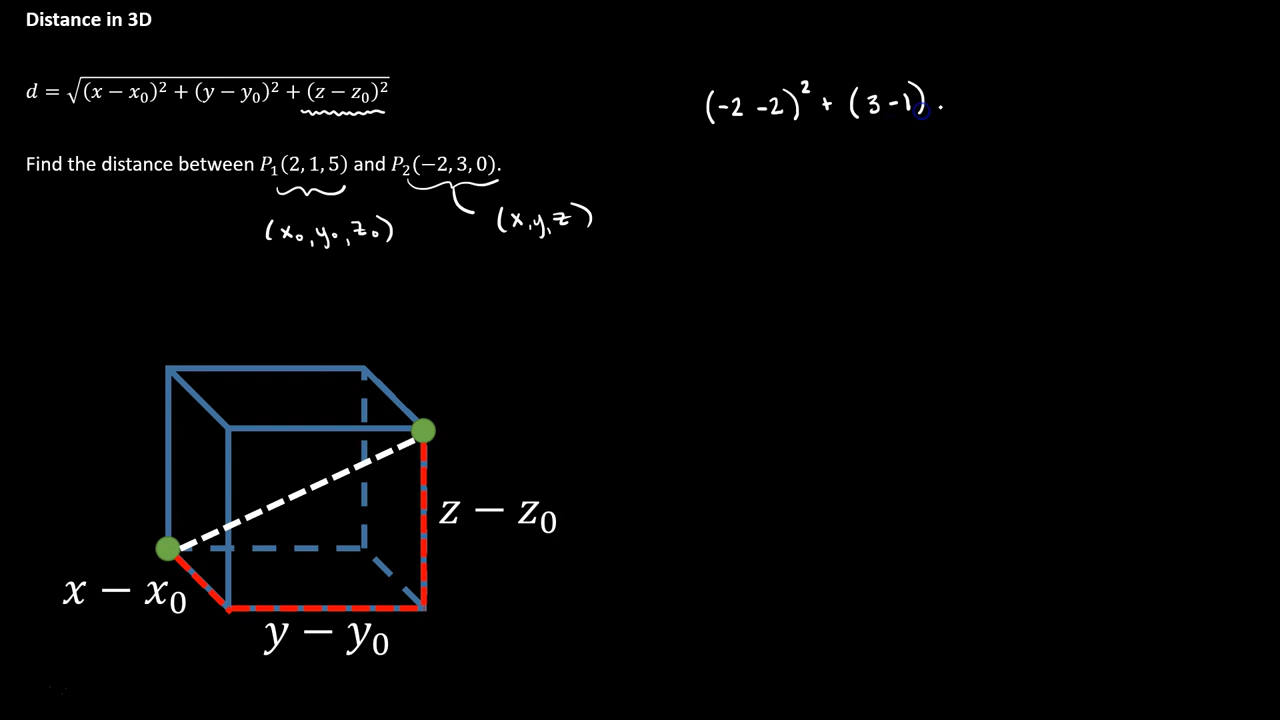 Distance in 3D
d = √(x − x₀)² + (y − y₀)² + (z − z₀)²
(-2 -2)² + (3 -1)
Find the distance between P₁(2, 1, 5) and P₂(−2, 3, 0).
(x₀, y₀, z₀)
(x, y, z)
z − z₀
x − x₀
y − y₀